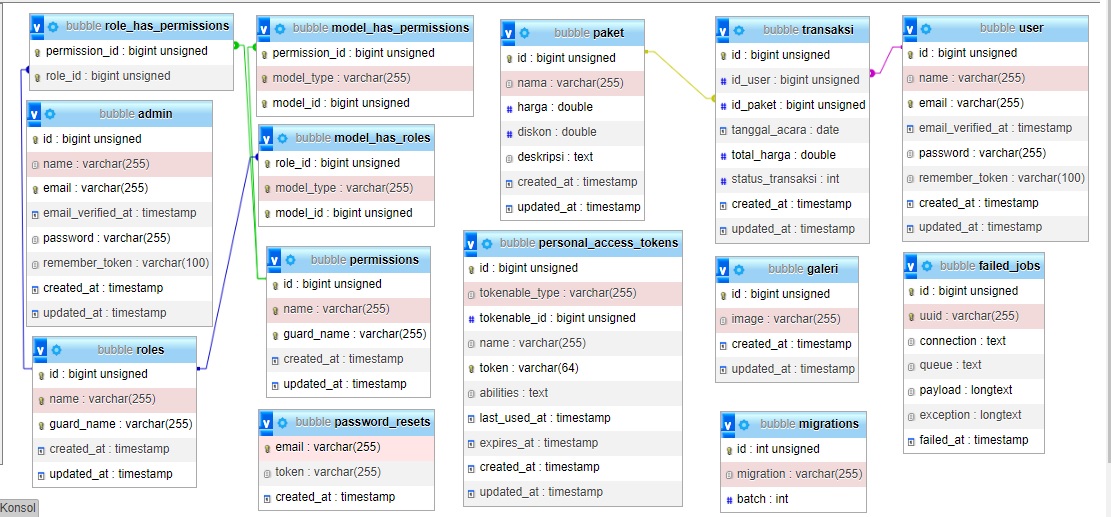 bubble role_has_permissions
permission_id : bigint unsigned
role_id : bigint unsigned
bubble admin
id : bigint unsigned
name : varchar(255)
email : varchar(255)
email_verified_at : timestamp
password : varchar(255)
remember_token : varchar(100)
created_at : timestamp
updated_at : timestamp
bubble roles
id : bigint unsigned
name : varchar(255)
guard_name : varchar(255)
created_at : timestamp
updated_at : timestamp
Konsol
bubble model_has_permissions
permission_id : bigint unsigned
model_type : varchar(255)
model_id : bigint unsigned
bubble model_has_roles
role_id : bigint unsigned
model_type : varchar(255)
model_id : bigint unsigned
bubble permissions
id : bigint unsigned
name : varchar(255)
guard_name : varchar(255)
created_at : timestamp
updated_at : timestamp
bubble password_resets
email : varchar(255)
token : varchar(255)
created_at : timestamp
bubble paket
id : bigint unsigned
nama : varchar(255)
harga : double
diskon : double
deskripsi : text
created_at : timestamp
updated_at : timestamp
bubble personal_access_tokens
id : bigint unsigned
tokenable_type : varchar(255)
tokenable_id : bigint unsigned
name : varchar(255)
token : varchar(64)
abilities : text
last_used_at : timestamp
expires_at : timestamp
created_at : timestamp
updated_at : timestamp
bubble transaksi
id : bigint unsigned
id_user : bigint unsigned
id_paket : bigint unsigned
tanggal_acara : date
total_harga : double
status_transaksi : int
created_at : timestamp
updated_at : timestamp
bubble galeri
id : bigint unsigned
image : varchar(255)
created_at : timestamp
updated_at : timestamp
bubble migrations
id : int unsigned
migration : varchar(255)
batch : int
bubble user
id : bigint unsigned
name : varchar(255)
email : varchar(255)
email_verified_at : timestamp
password : varchar(255)
remember_token : varchar(100)
created_at : timestamp
updated_at : timestamp
bubble failed_jobs
id : bigint unsigned
uuid : varchar(255)
connection : text
queue : text
payload : longtext
exception : longtext
failed_at : timestamp